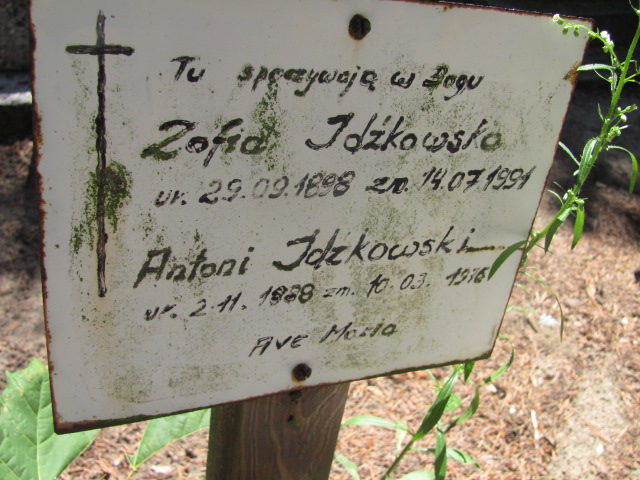 Tu spoczywają w Bogu
Zofia Idźkowska
ur. 29.09.1898 zm. 14.07.1991
Antoni Idzkowski
ur. 2.11. 1888 zm. 10.03. 1976
Ave Maria